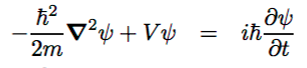 −ħ²/2m ∇²ψ + Vψ = iħ ∂ψ/∂t